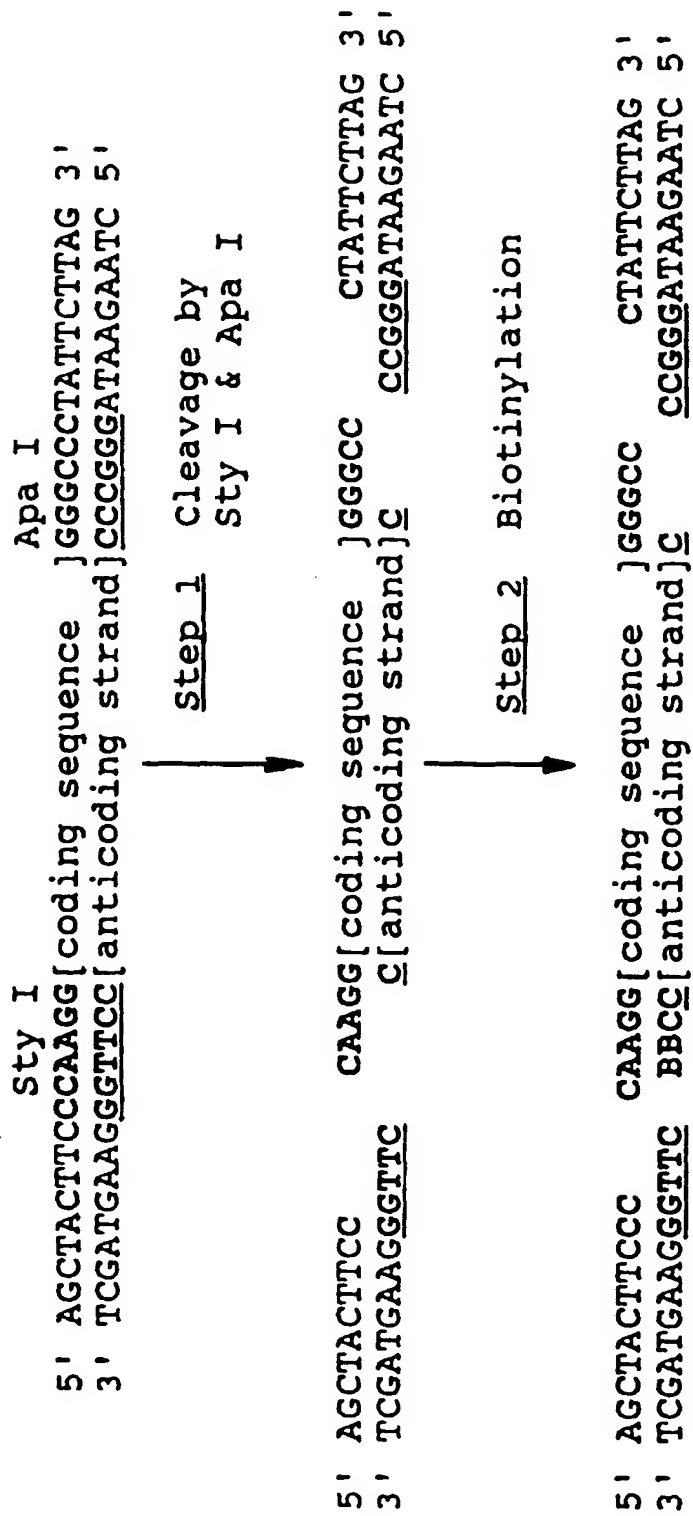 Sty I Apa I
5' AGCTACTTCCCAAGG[coding sequence ]GGGCCCTATTCTTAG 3'
3' TCGATGAAGGGTTCC[anticoding strand]CCCGGGATAAGAATC 5'
Step 1 Cleavage by
Sty I & Apa I
5' AGCTACTTCC CAAGG[coding sequence ]GGGCC CTATTCTTAG 3'
3' TCGATGAAGGGTTC C[anticoding strand]C CCGGGATAAGAATC 5'
Step 2 Biotinylation
5' AGCTACTTCCC CAAGG[coding sequence ]GGGCC CTATTCTTAG 3'
3' TCGATGAAGGGTTC BBCC[anticoding strand]C CCGGGATAAGAATC 5'